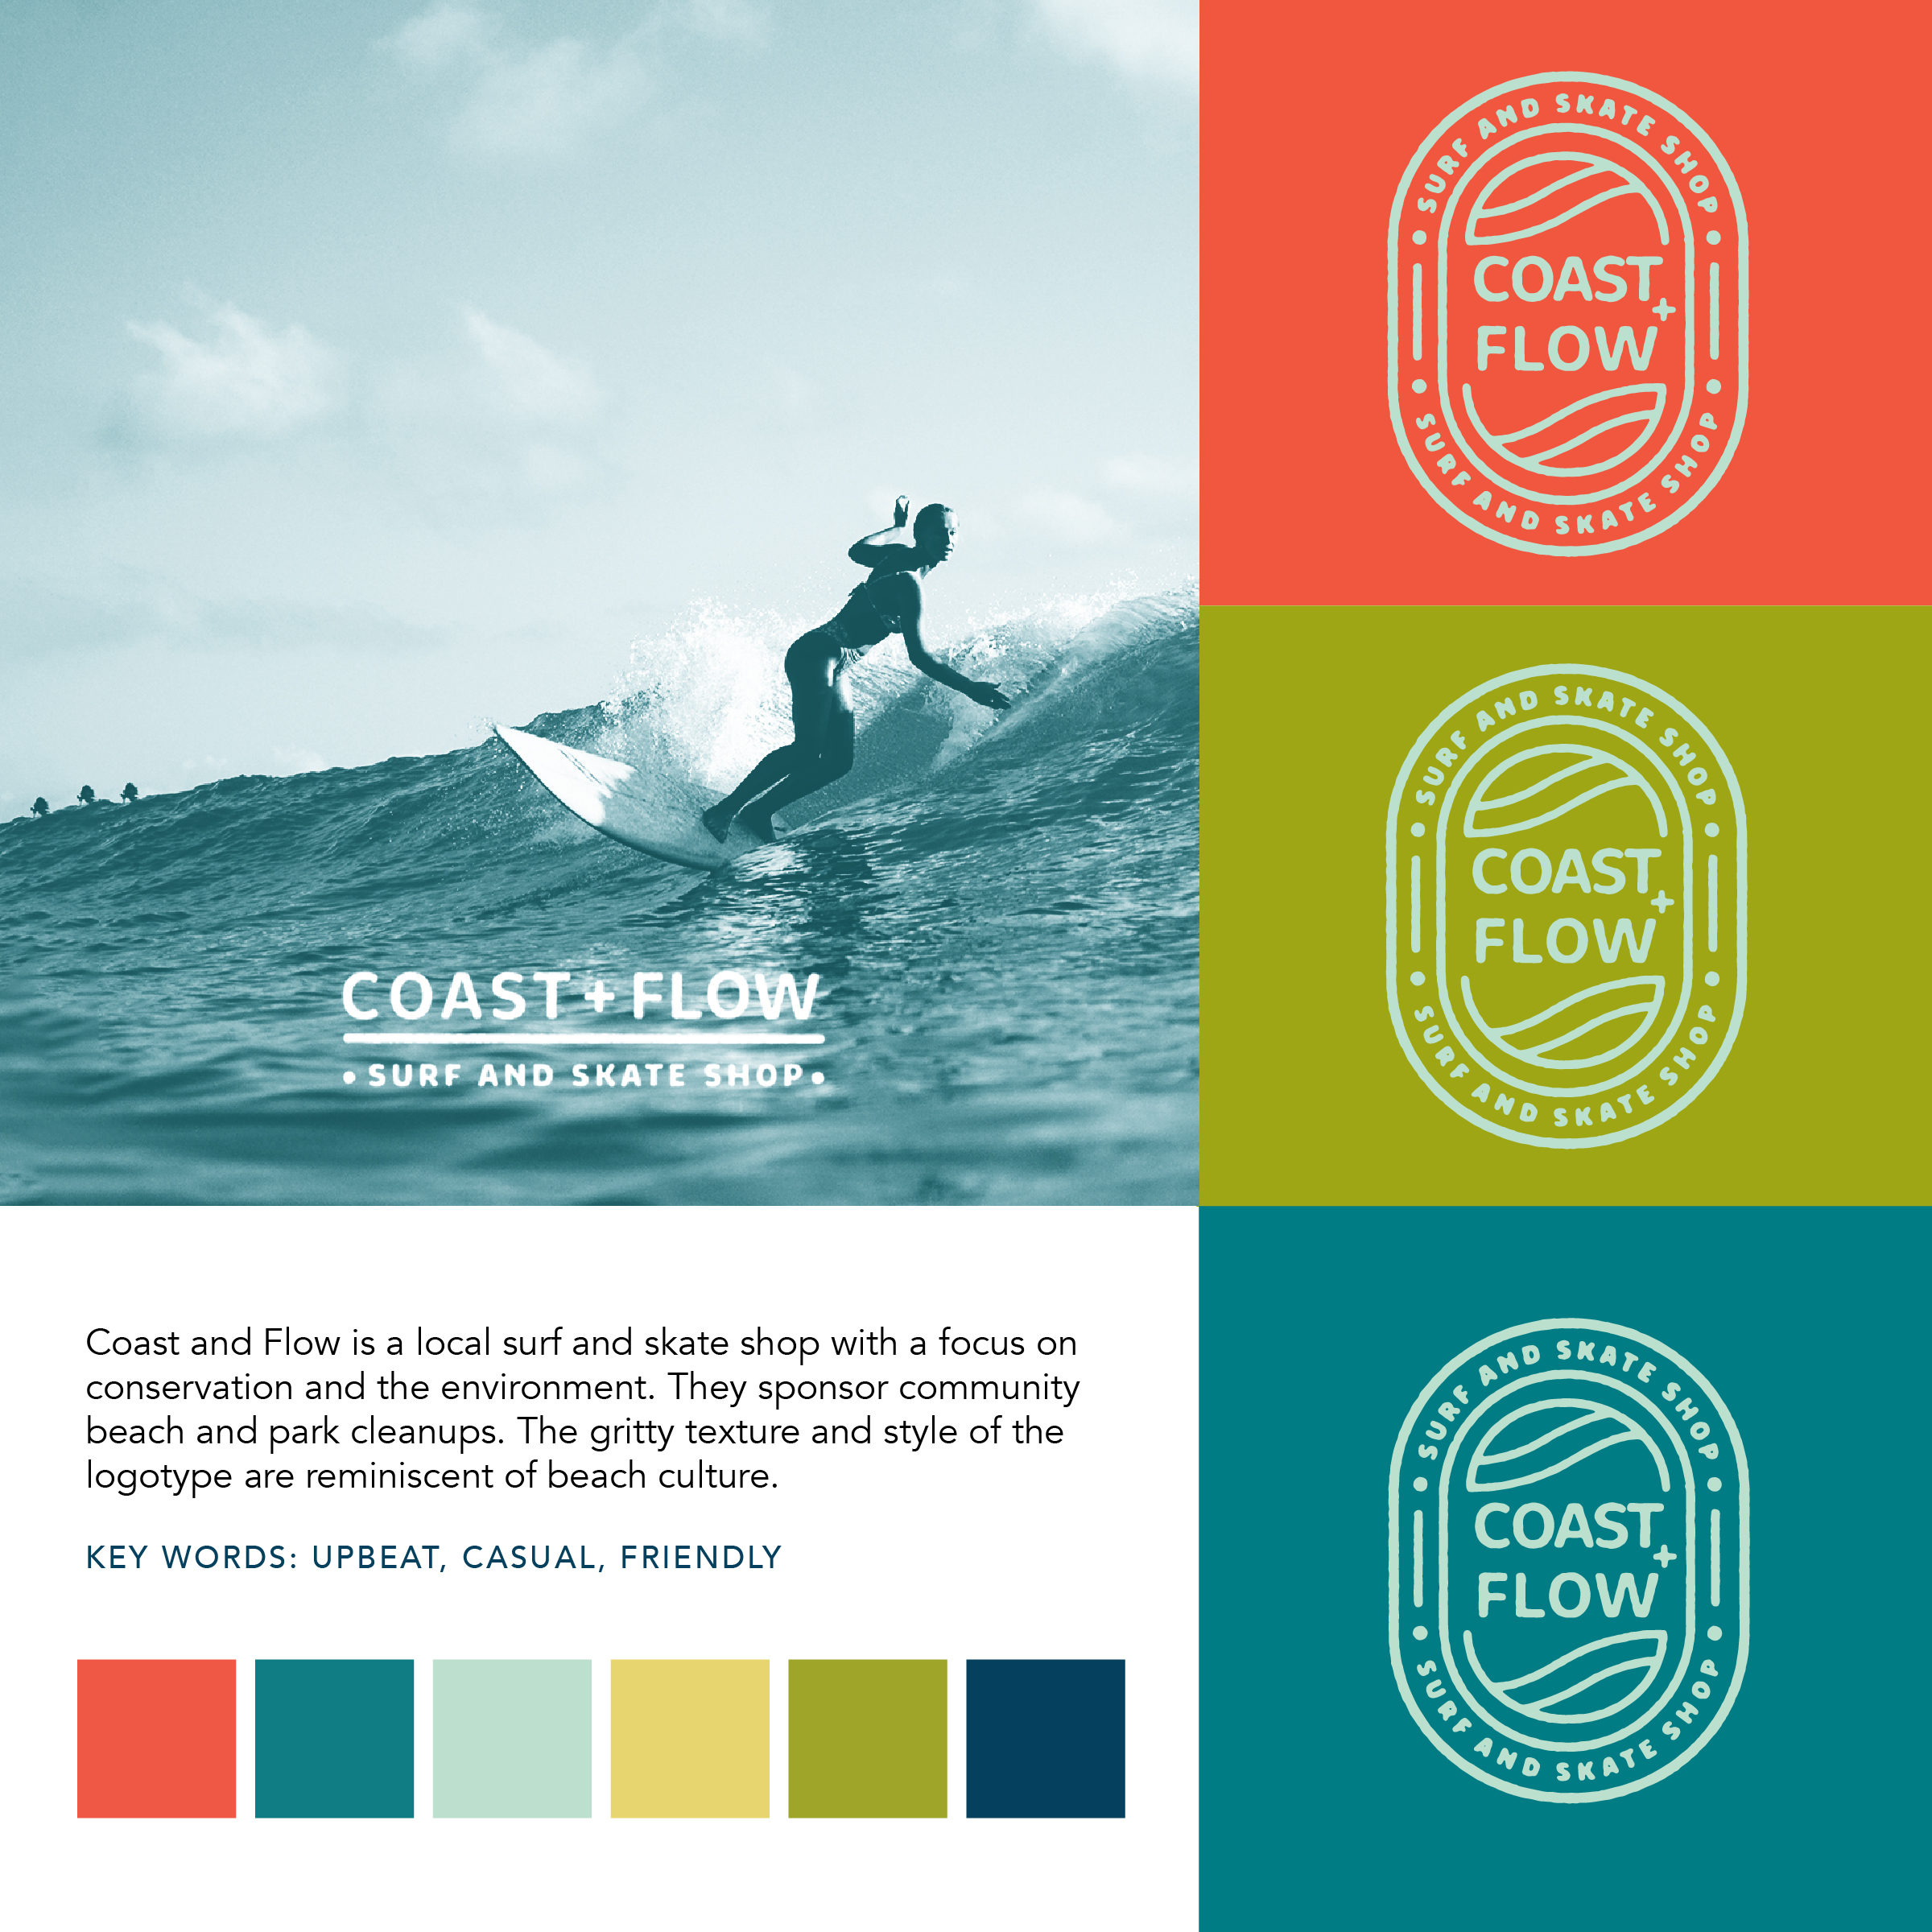 COAST + FLOW
• SURF AND SKATE SHOP •
Coast and Flow is a local surf and skate shop with a focus on
conservation and the environment. They sponsor community
beach and park cleanups. The gritty texture and style of the
logotype are reminiscent of beach culture.
KEY WORDS: UPBEAT, CASUAL, FRIENDLY
SURF AND SKATE SHOP
COAST +
FLOW
SURF AND SKATE SHOP
SURF AND SKATE SHOP
COAST +
FLOW
SURF AND SKATE SHOP
SURF AND SKATE SHOP
COAST +
FLOW
SURF AND SKATE SHOP